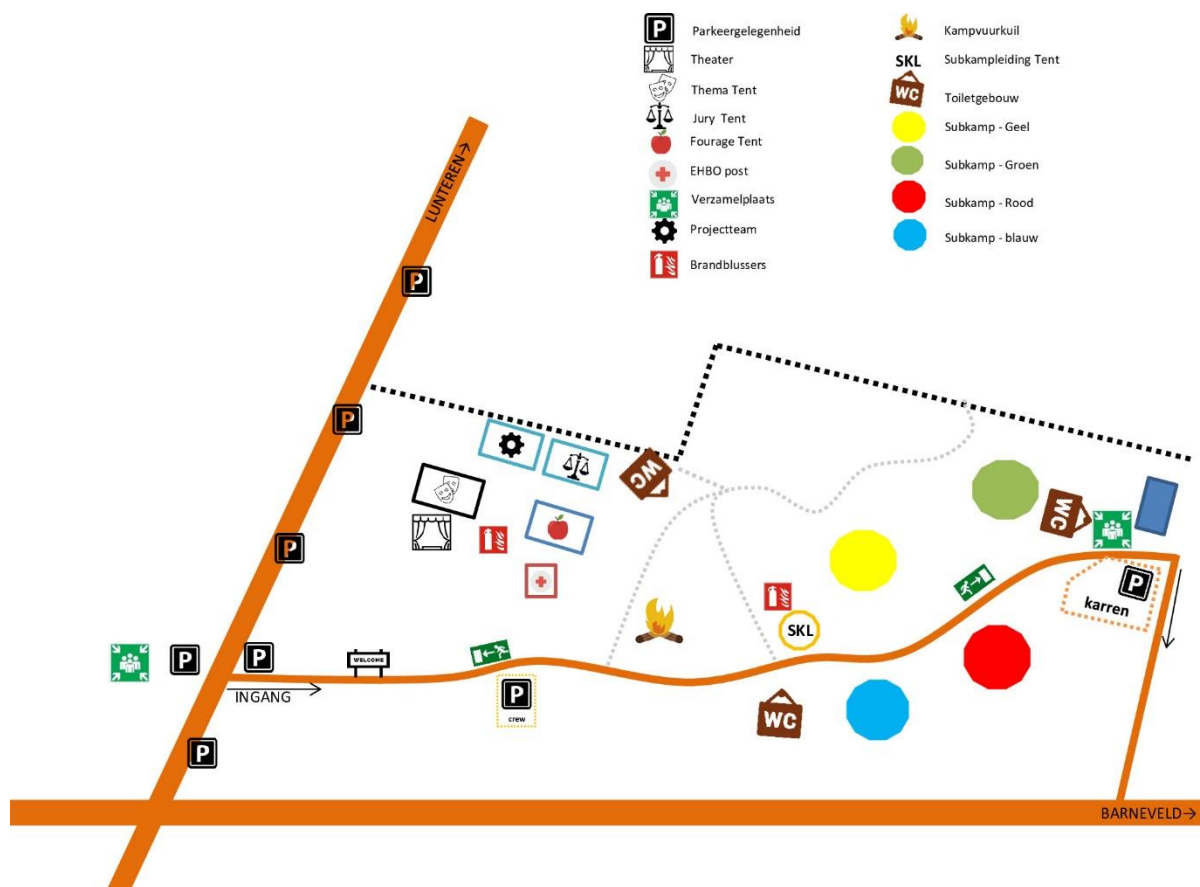 P Parkeergelegenheid
Theater
Thema Tent
Jury Tent
Fourage Tent
EHBO post
Verzamelplaats
Projectteam
Brandblussers
Kampvuurkuil
SKL Subkampleiding Tent
WC Toiletgebouw
Subkamp - Geel
Subkamp - Groen
Subkamp - Rood
Subkamp - blauw
LUNTEREN→
P
P
P
WC
WC
P
karren
SKL
P
P
WELCOME
INGANG
P
crew
WC
P
BARNEVELD→